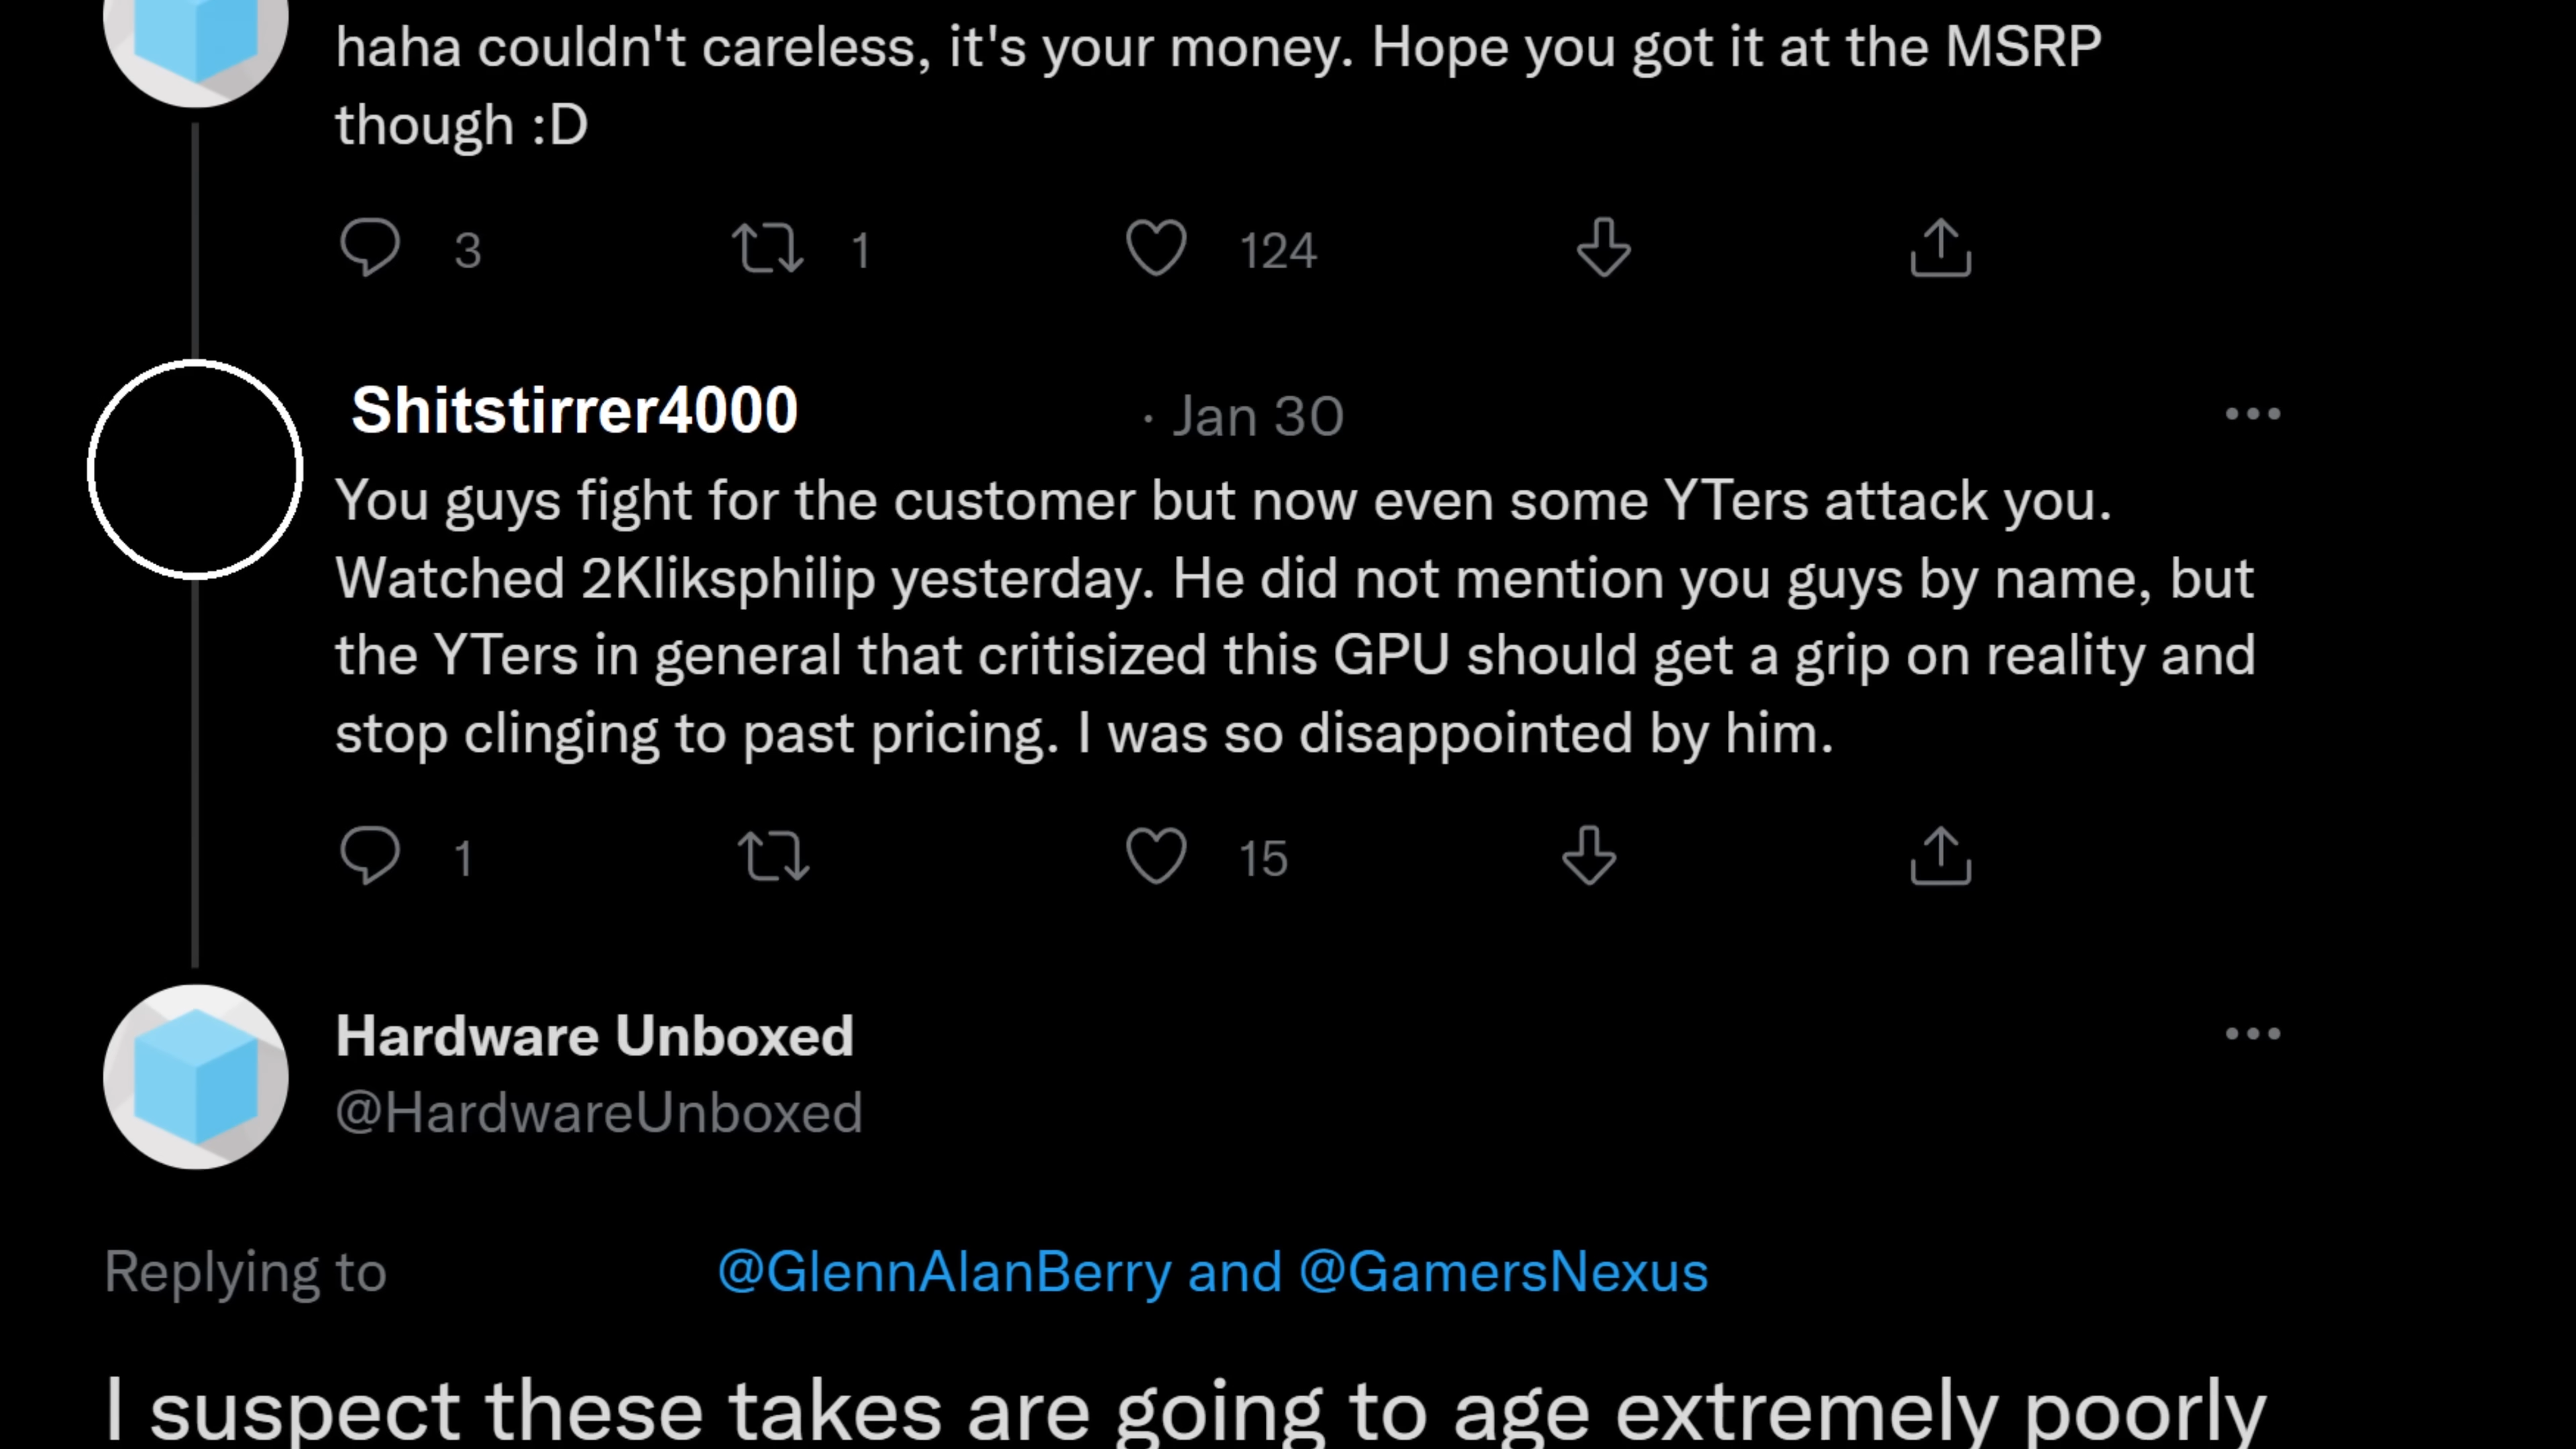 haha couldn't careless, it's your money. Hope you got it at the MSRP
though :D
3 1 124
Shitstirrer4000 · Jan 30
You guys fight for the customer but now even some YTers attack you.
Watched 2Kliksphilip yesterday. He did not mention you guys by name, but
the YTers in general that critisized this GPU should get a grip on reality and
stop clinging to past pricing. I was so disappointed by him.
1 15
Hardware Unboxed
@HardwareUnboxed
Replying to @GlennAlanBerry and @GamersNexus
I suspect these takes are going to age extremely poorly